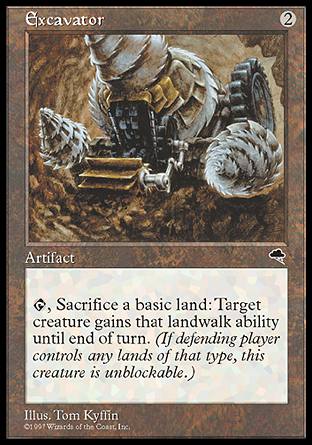 Excavator 2
Artifact
, Sacrifice a basic land: Target
creature gains that landwalk ability
until end of turn. (If defending player
controls any lands of that type, this
creature is unblockable.)
Illus. Tom Kyffin
©1997 Wizards of the Coast, Inc.